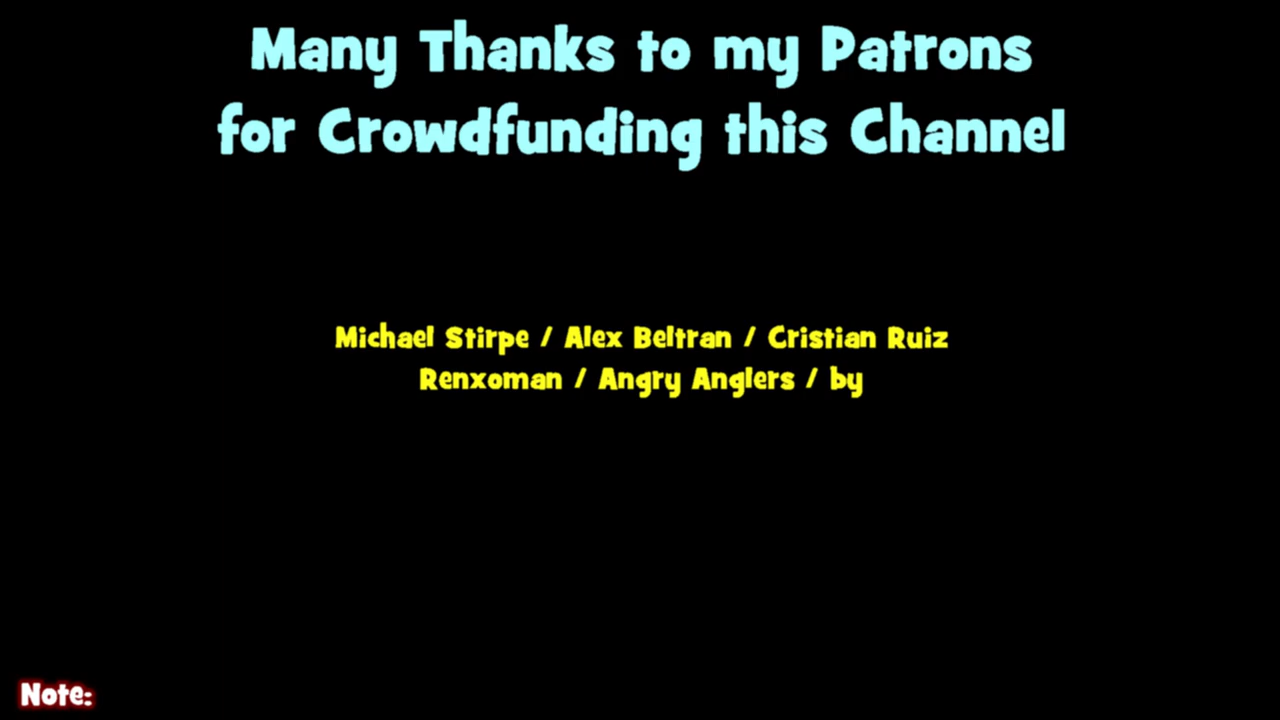 Many Thanks to my Patrons
for Crowdfunding this Channel
Michael Stirpe / Alex Beltran / Cristian Ruiz
Renxoman / Angry Anglers / by
Note: